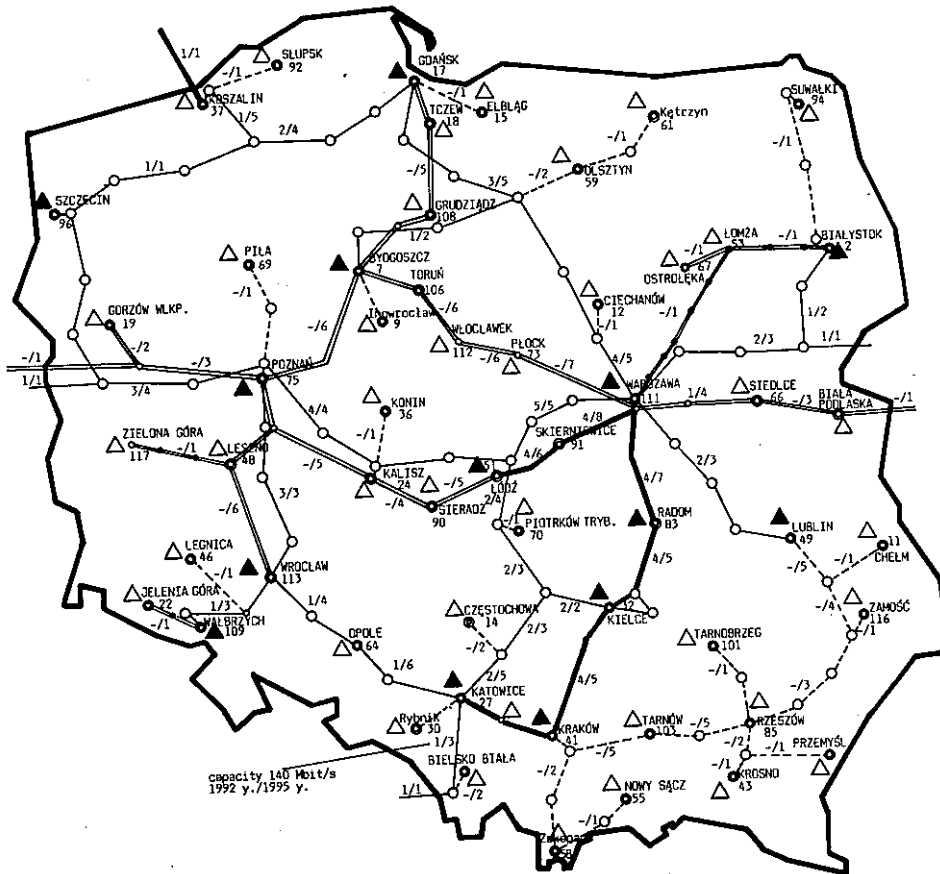 1/1
SŁUPSK
92
-/1
KOSZALIN
37
1/5
2/4
1/1
GDAŃSK
17
-/1
ELBLĄG
15
TCZEW
18
-/5
Kętrzyn
61
-/1
OLSZTYN
59
-/2
3/5
SUWAŁKI
94
-/1
SZCZECIN
96
GRUDZIĄDZ
108
1/2
PIŁA
69
-/1
BYDGOSZCZ
7
TORUŃ
106
-/6
Inowrocław
9
ŁOMŻA
53
-/1
BIAŁYSTOK
2
-/1
OSTROŁĘKA
67
GORZÓW WLKP.
19
-/2
-/6
WŁOCŁAWEK
112
-/6
PŁOCK
73
-/7
CIECHANÓW
12
-/1
4/5
1/2
2/3
1/1
-/1
1/1
-/3
3/4
POZNAŃ
75
4/4
KONIN
36
-/1
5/5
WARSZAWA
111
1/4
SIEDLCE
66
-/3
BIAŁA
PODLASKA
-/1
4/8
SKIERNIEWICE
91
4/6
ZIELONA GÓRA
117
-/1
LESZNO
48
-/5
KALISZ
24
-/4
-/5
SIERADZ
90
51
ŁÓDŹ
2/4
-/1
PIOTRKÓW TRYB.
70
4/7
2/3
RADOM
83
LUBLIN
49
-/5
-/1
11
CHEŁM
-/6
3/3
LEGNICA
46
-/1
WROCŁAW
113
2/3
4/5
-/4
ZAMOŚĆ
116
-/1
JELENIA GÓRA
22
1/3
-/1
WAŁBRZYCH
109
1/4
OPOLE
64
CZĘSTOCHOWA
14
-/2
2/3
2/2
32
KIELCE
TARNOBRZEG
101
1/6
2/5
KATOWICE
27
4/5
-/3
Rybnik
30
1/3
KRAKÓW
41
-/5
TARNÓW
103
-/5
RZESZÓW
85
-/2
-/1
PRZEMYŚL
capacity 140 Mbit/s
1992 y./1995 y.
BIELSKO BIAŁA
1/1
-/2
-/2
NOWY SĄCZ
55
-/1
KROSNO
43